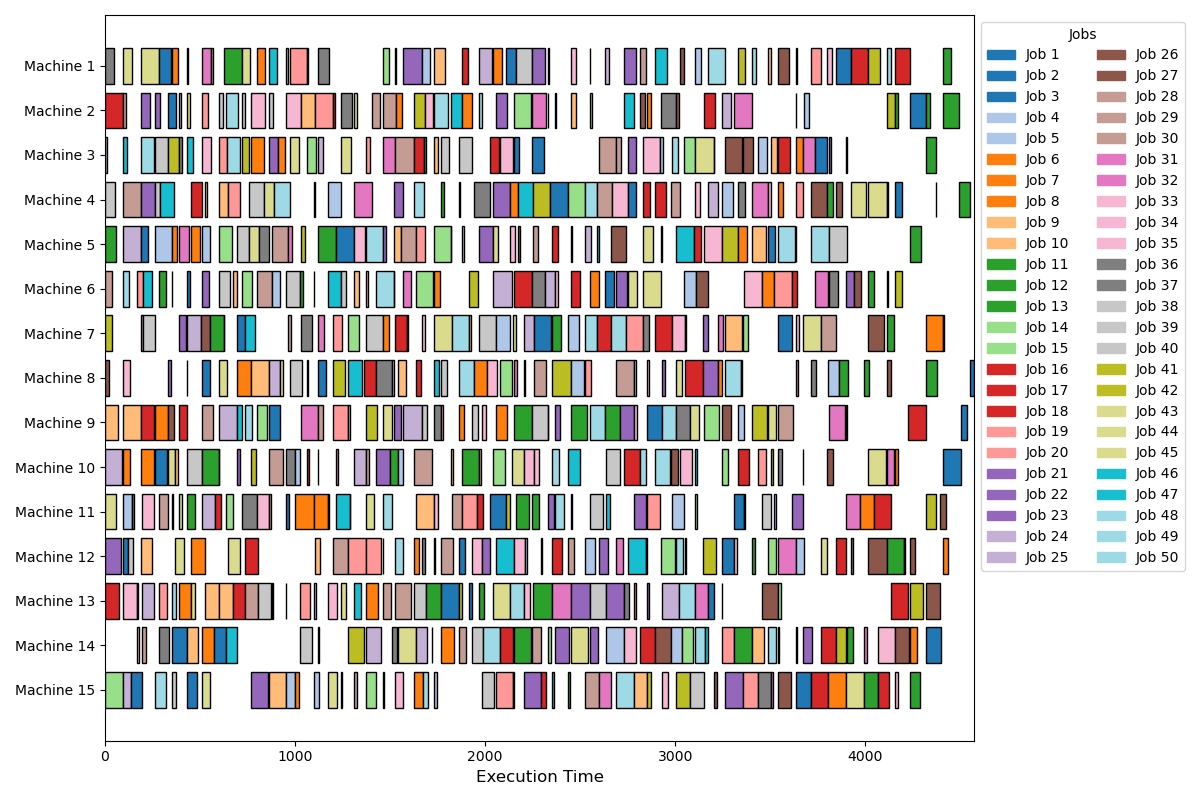 Machine 1
Machine 2
Machine 3
Machine 4
Machine 5
Machine 6
Machine 7
Machine 8
Machine 9
Machine 10
Machine 11
Machine 12
Machine 13
Machine 14
Machine 15
0 1000 2000 3000 4000
Execution Time
Jobs
Job 1
Job 2
Job 3
Job 4
Job 5
Job 6
Job 7
Job 8
Job 9
Job 10
Job 11
Job 12
Job 13
Job 14
Job 15
Job 16
Job 17
Job 18
Job 19
Job 20
Job 21
Job 22
Job 23
Job 24
Job 25
Job 26
Job 27
Job 28
Job 29
Job 30
Job 31
Job 32
Job 33
Job 34
Job 35
Job 36
Job 37
Job 38
Job 39
Job 40
Job 41
Job 42
Job 43
Job 44
Job 45
Job 46
Job 47
Job 48
Job 49
Job 50